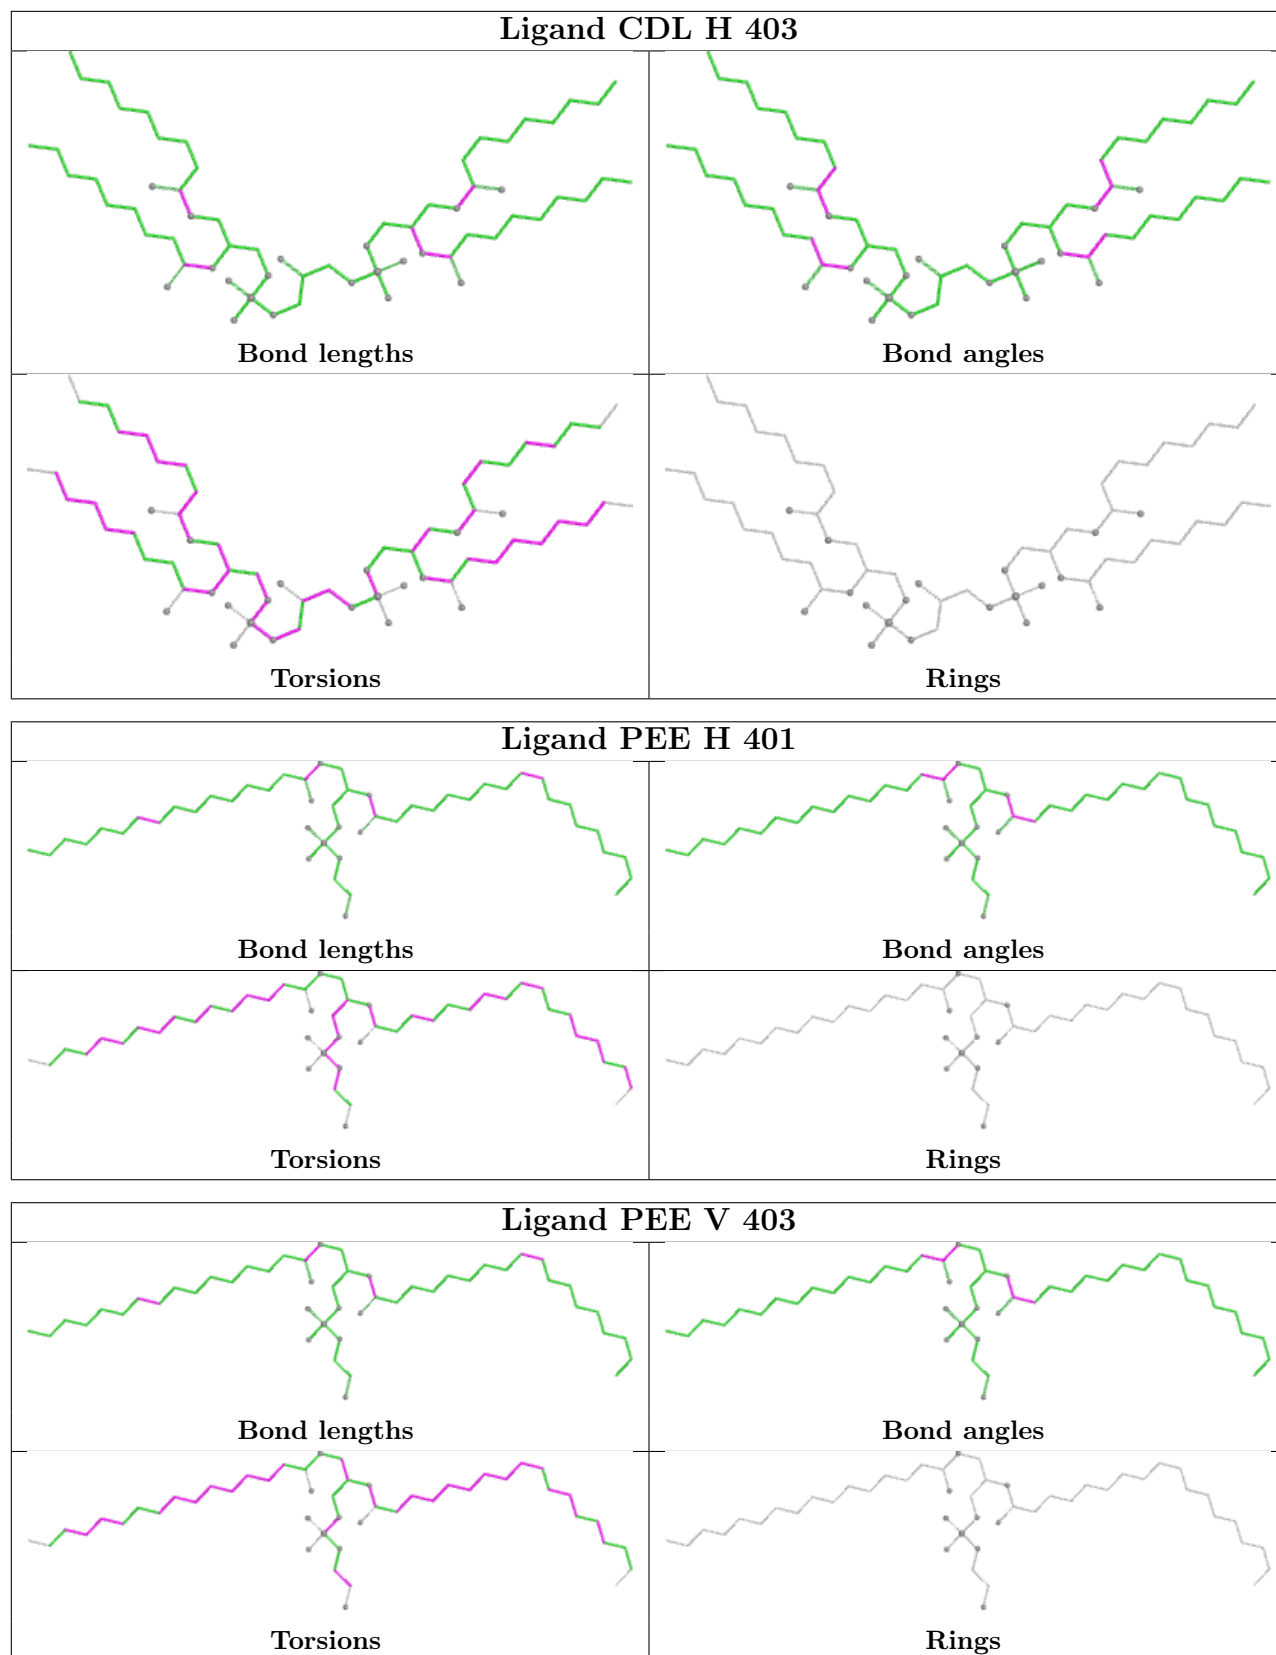 Ligand CDL H 403
Bond lengths
Bond angles
Torsions
Rings
Ligand PEE H 401
Bond lengths
Bond angles
Torsions
Rings
Ligand PEE V 403
Bond lengths
Bond angles
Torsions
Rings